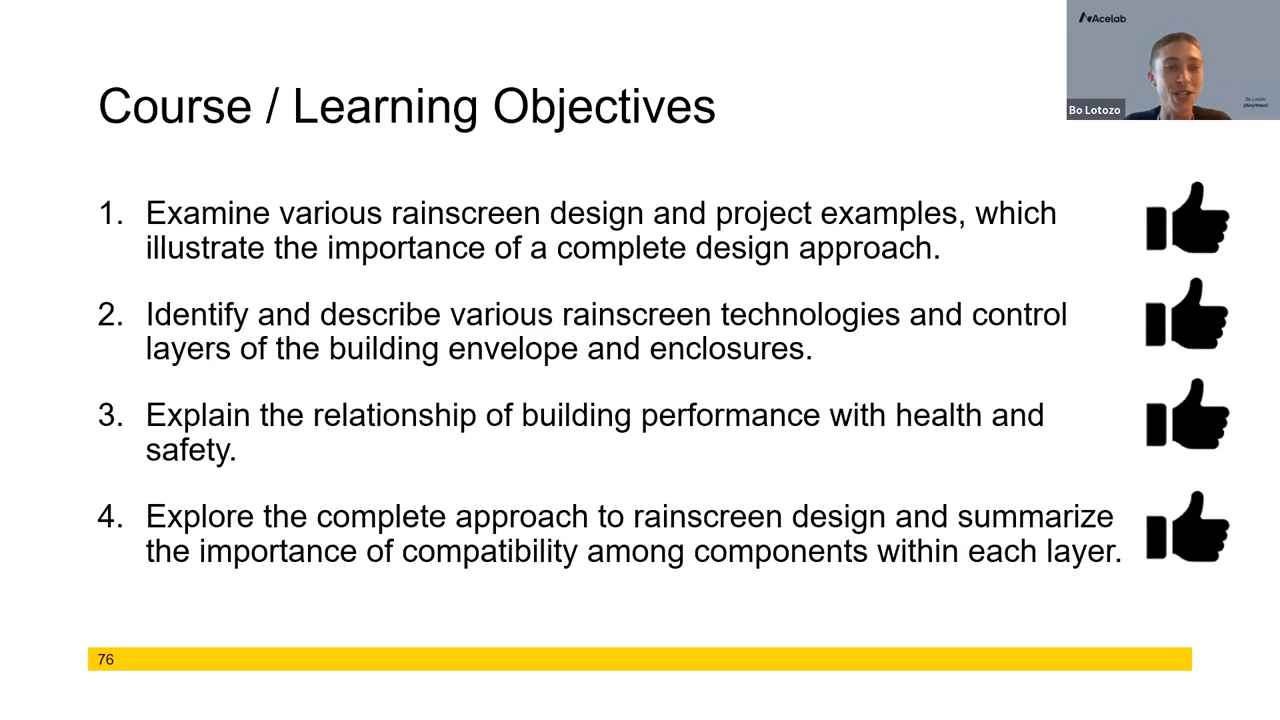 Acelab
Course / Learning Objectives
Bo Lotozo
Bo Lotozo
1. Examine various rainscreen design and project examples, which
illustrate the importance of a complete design approach.
2. Identify and describe various rainscreen technologies and control
layers of the building envelope and enclosures.
3. Explain the relationship of building performance with health and
safety.
4. Explore the complete approach to rainscreen design and summarize
the importance of compatibility among components within each layer.
76